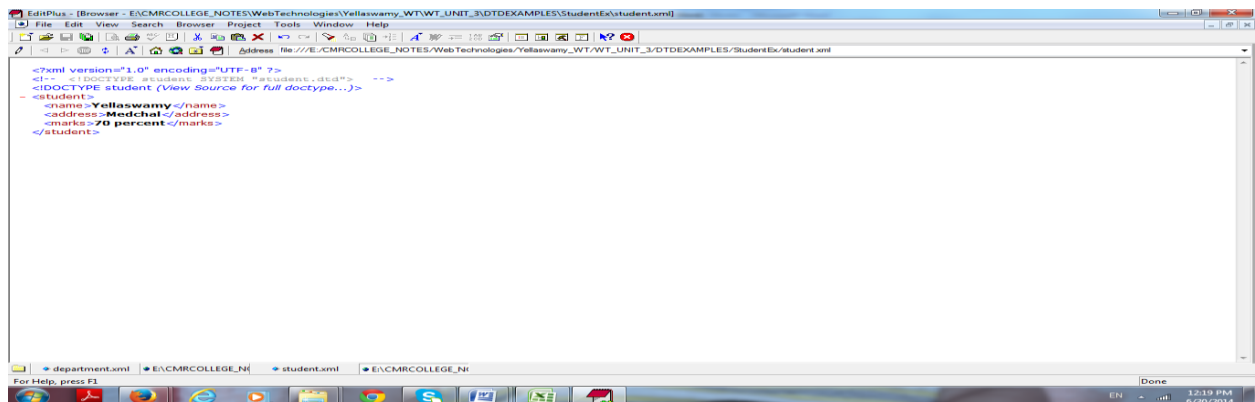 EditPlus - [Browser - E:\CMRCOLLEGE_NOTES\WebTechnologies\Yellaswamy_WT\WT_UNIT_3\DTDEXAMPLES\StudentEx\student.xml]
File Edit View Search Browser Project Tools Window Help
Address file:///E:/CMRCOLLEGE_NOTES/WebTechnologies/Yellaswamy_WT/WT_UNIT_3/DTDEXAMPLES/StudentEx/student.xml
<?xml version="1.0" encoding="UTF-8" ?>
<!-- <!DOCTYPE student SYSTEM "student.dtd"> -->
<!DOCTYPE student (View Source for full doctype...)>
- <student>
<name>Yellaswamy</name>
<address>Medchal</address>
<marks>70 percent</marks>
</student>
department.xml E:\CMRCOLLEGE_N( student.xml E:\CMRCOLLEGE_N(
For Help, press F1 Done
EN 12:19 PM
6/20/2014